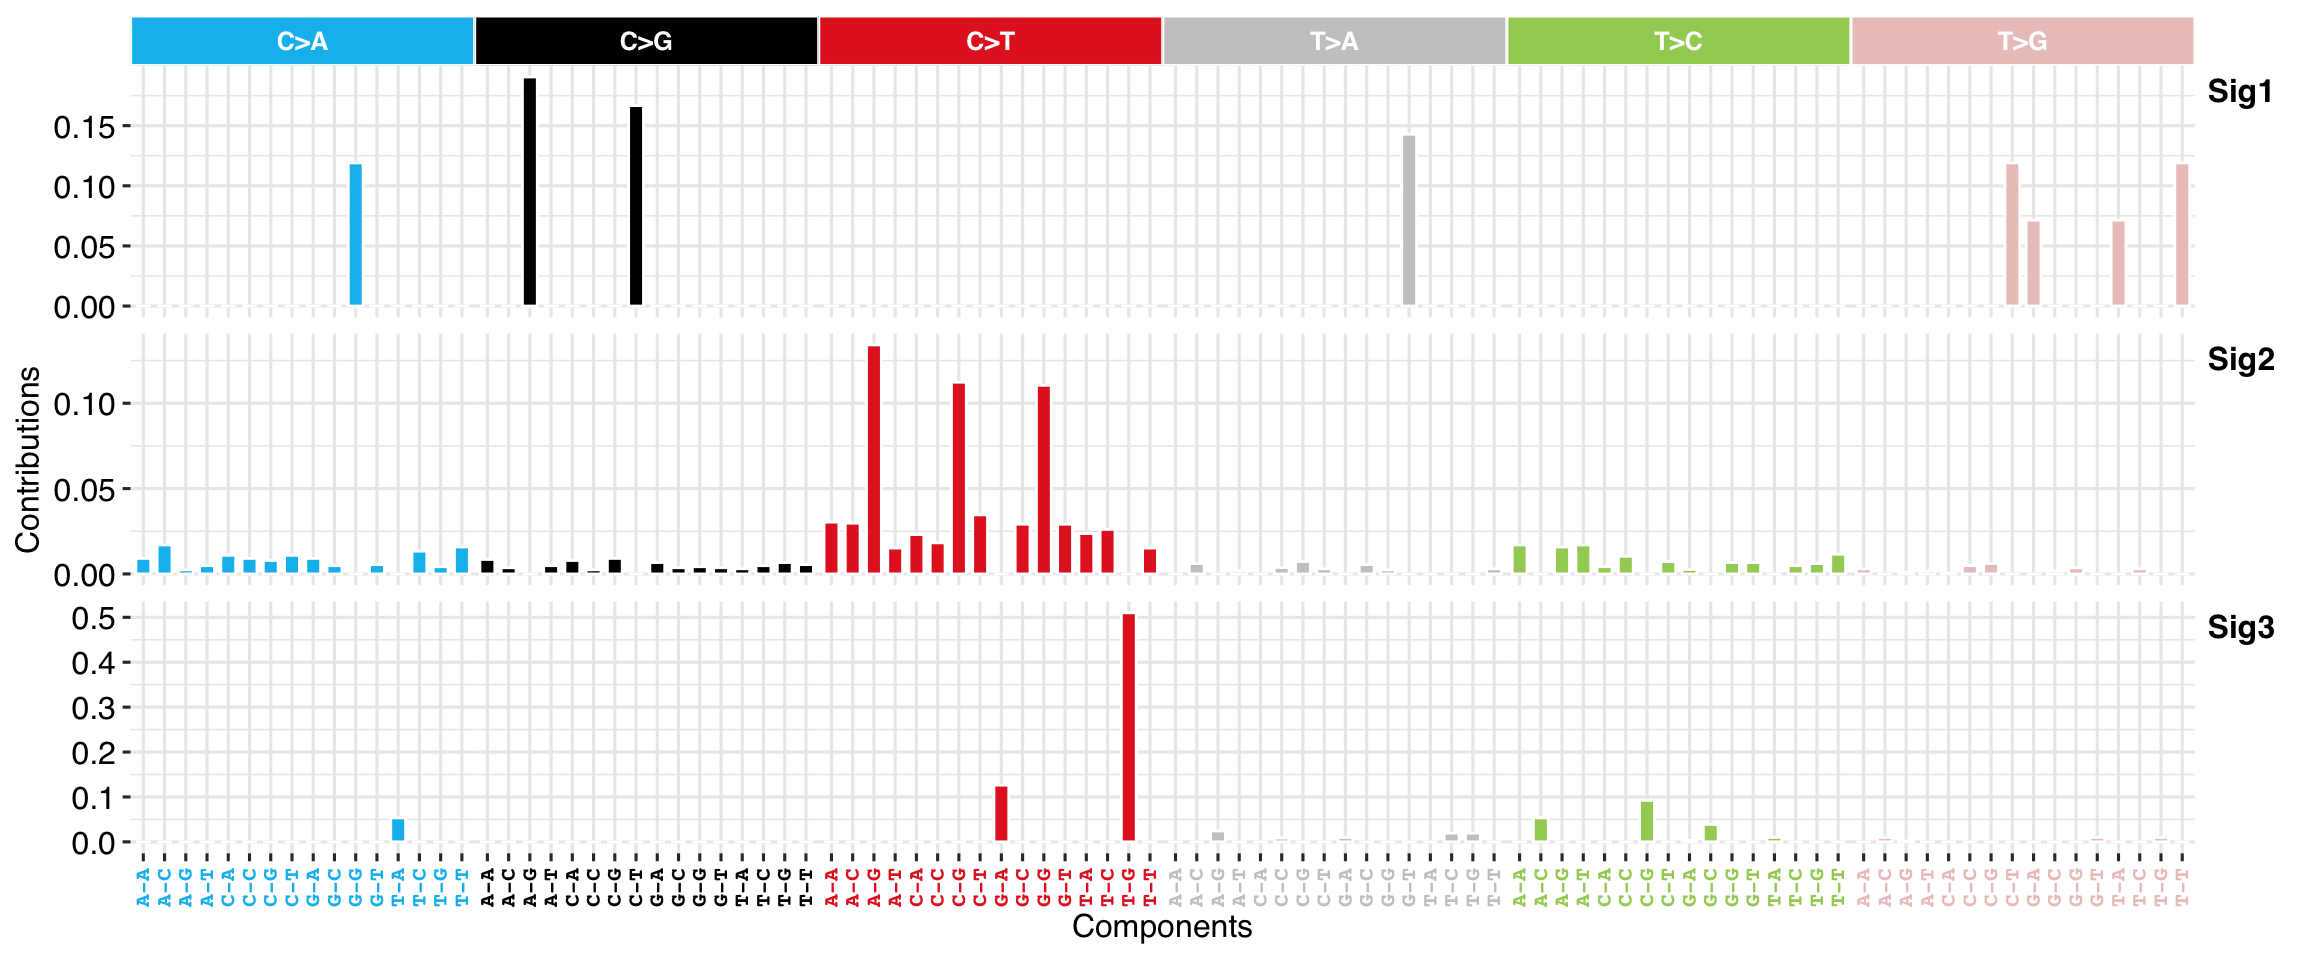 C>A C>G C>T T>A T>C T>G
Sig1
0.15
0.10
0.05
0.00
Sig2
0.10
0.05
0.00
Sig3
0.5
0.4
0.3
0.2
0.1
0.0
Contributions
A-A A-C A-G A-T C-A C-C C-G C-T G-A G-C G-G G-T T-A T-C T-G T-T A-A A-C A-G A-T C-A C-C C-G C-T G-A G-C G-G G-T T-A T-C T-G T-T A-A A-C A-G A-T C-A C-C C-G C-T G-A G-C G-G G-T T-A T-C T-G T-T A-A A-C A-G A-T C-A C-C C-G C-T G-A G-C G-G G-T T-A T-C T-G T-T A-A A-C A-G A-T C-A C-C C-G C-T G-A G-C G-G G-T T-A T-C T-G T-T A-A A-C A-G A-T C-A C-C C-G C-T G-A G-C G-G G-T T-A T-C T-G T-T
Components